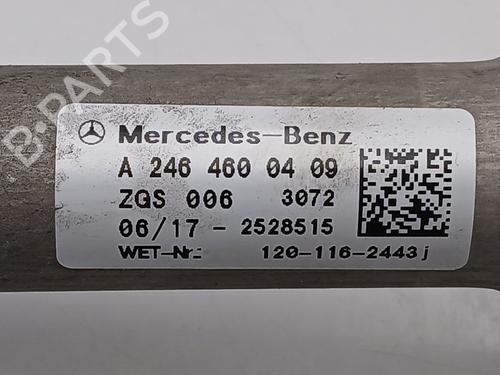 Mercedes-Benz
A 246 460 04 09
ZGS 006 3072
06/17 - 2528515
WET-Nr.: 120-116-2443j
B-PARTS